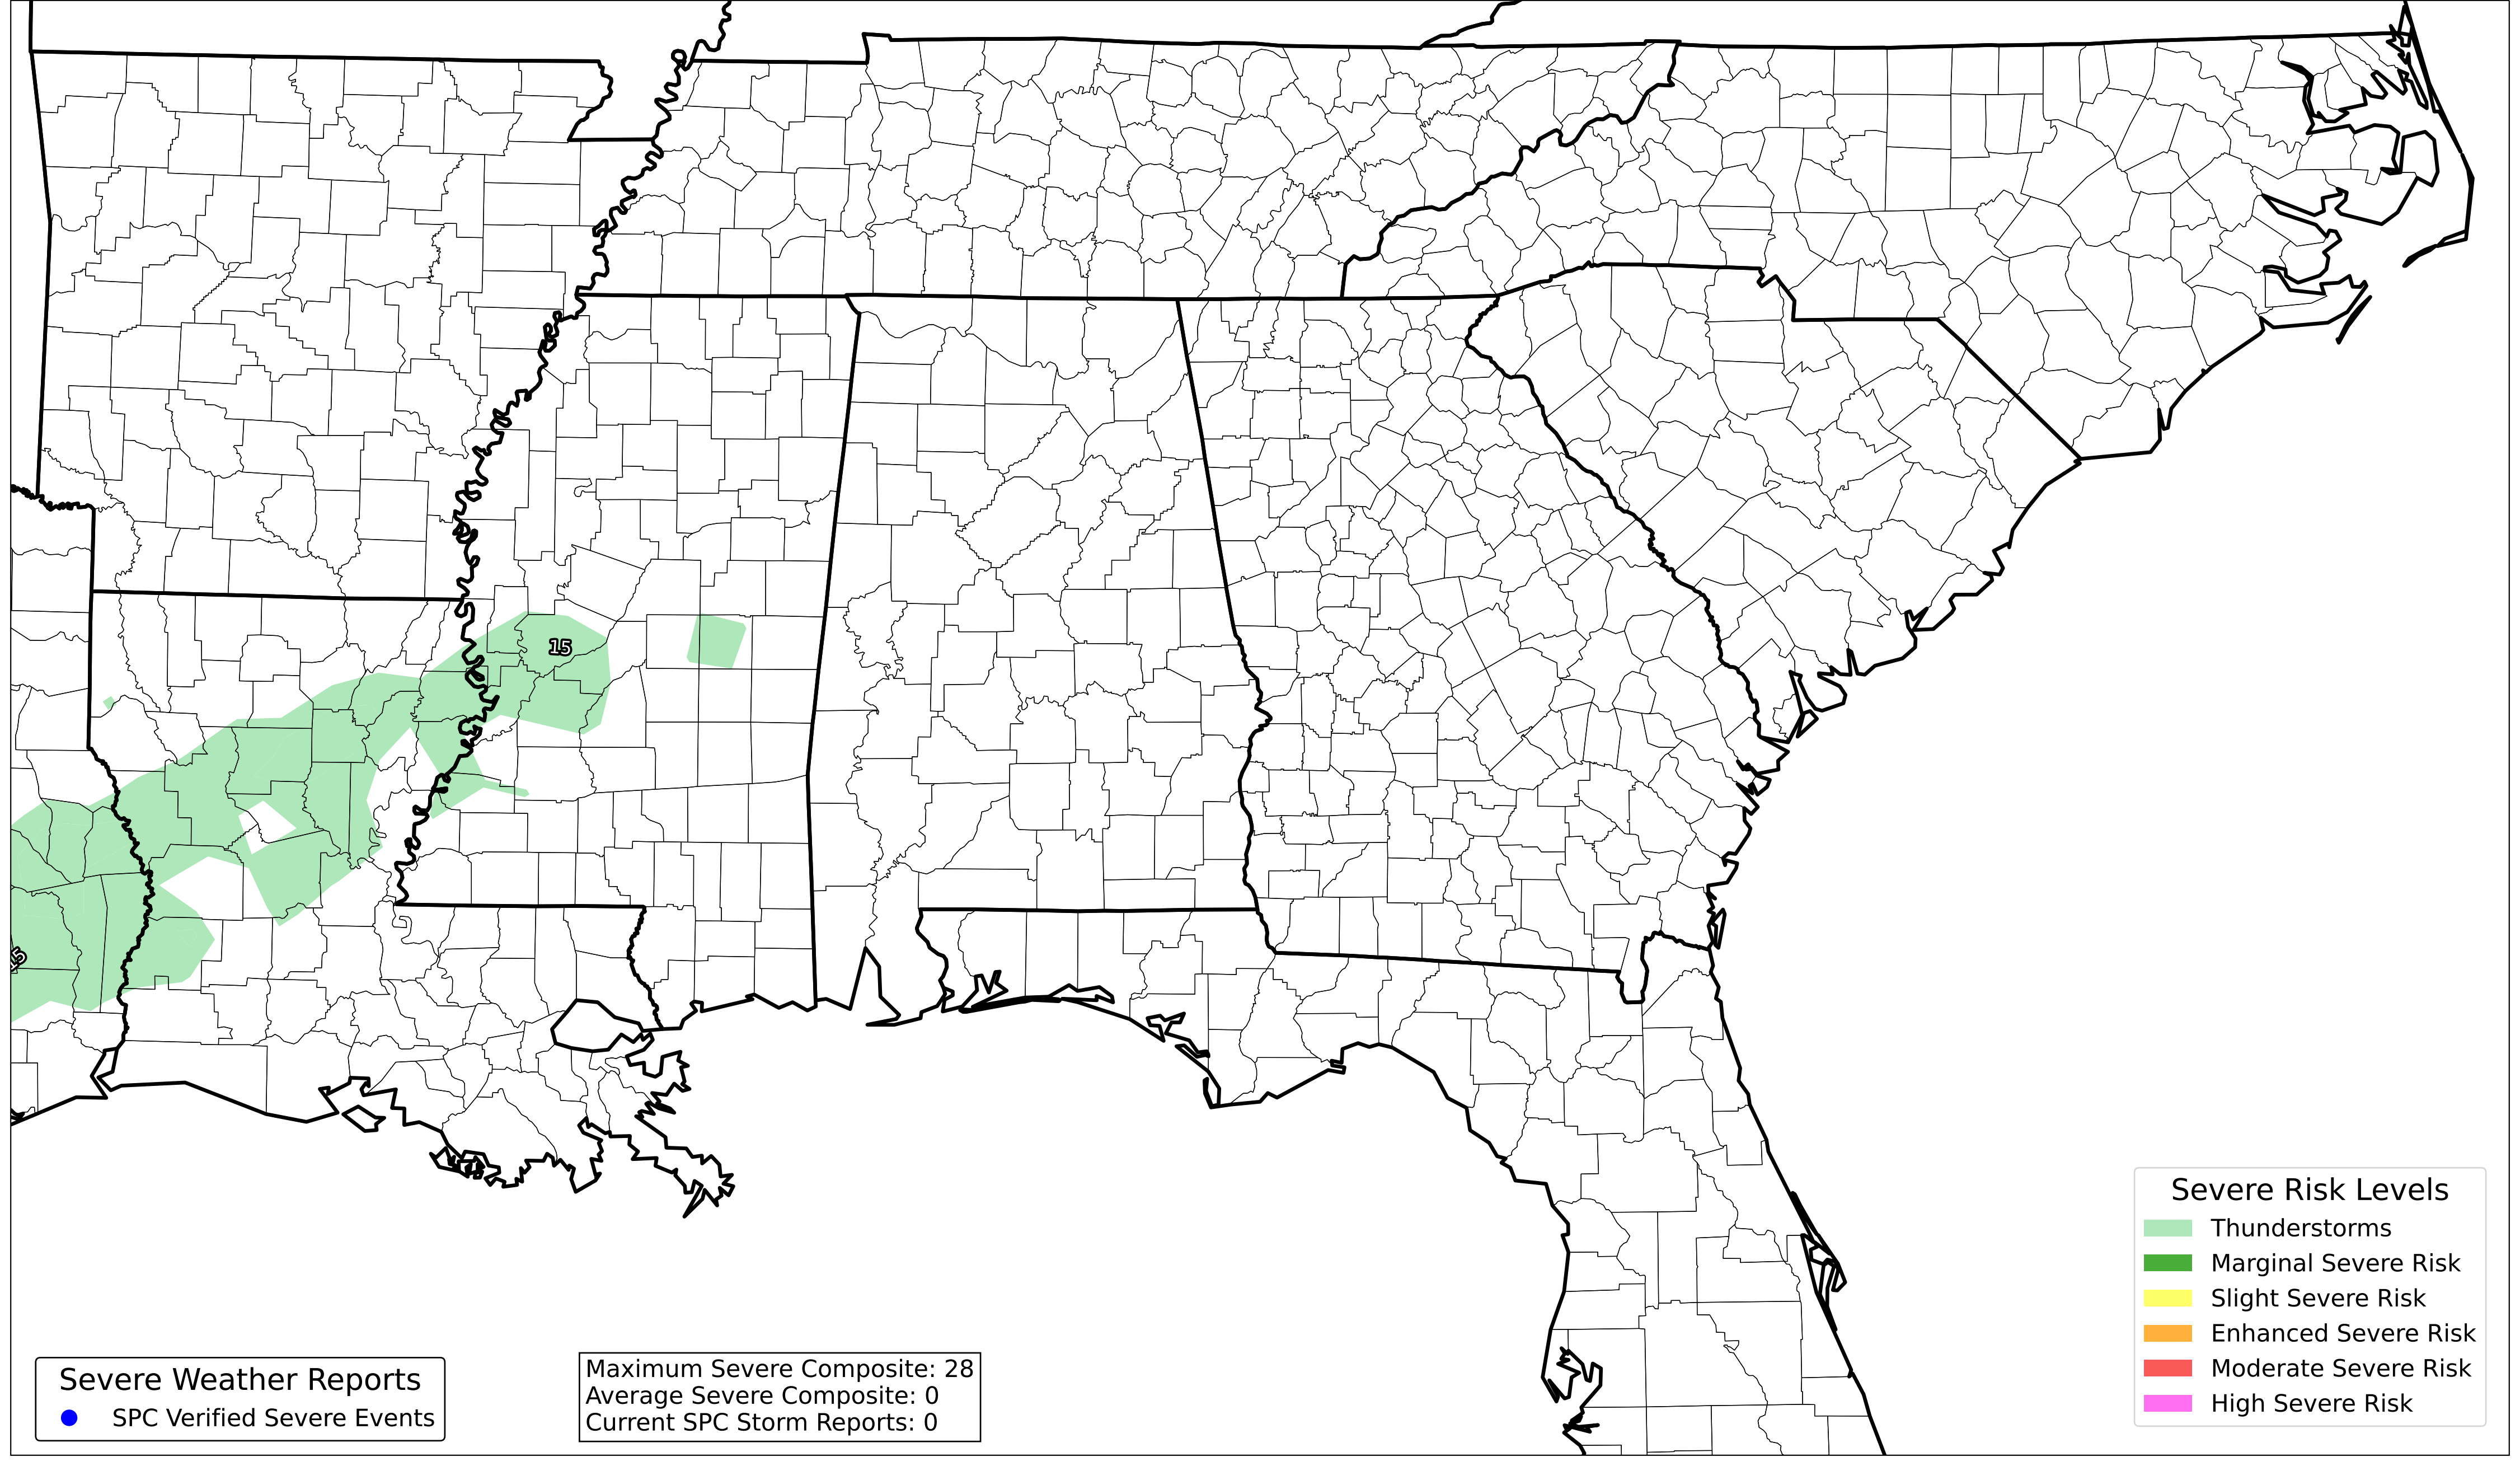 15
Severe Risk Levels
Thunderstorms
Marginal Severe Risk
Slight Severe Risk
Enhanced Severe Risk
Moderate Severe Risk
High Severe Risk
Severe Weather Reports
SPC Verified Severe Events
Maximum Severe Composite: 28
Average Severe Composite: 0
Current SPC Storm Reports: 0